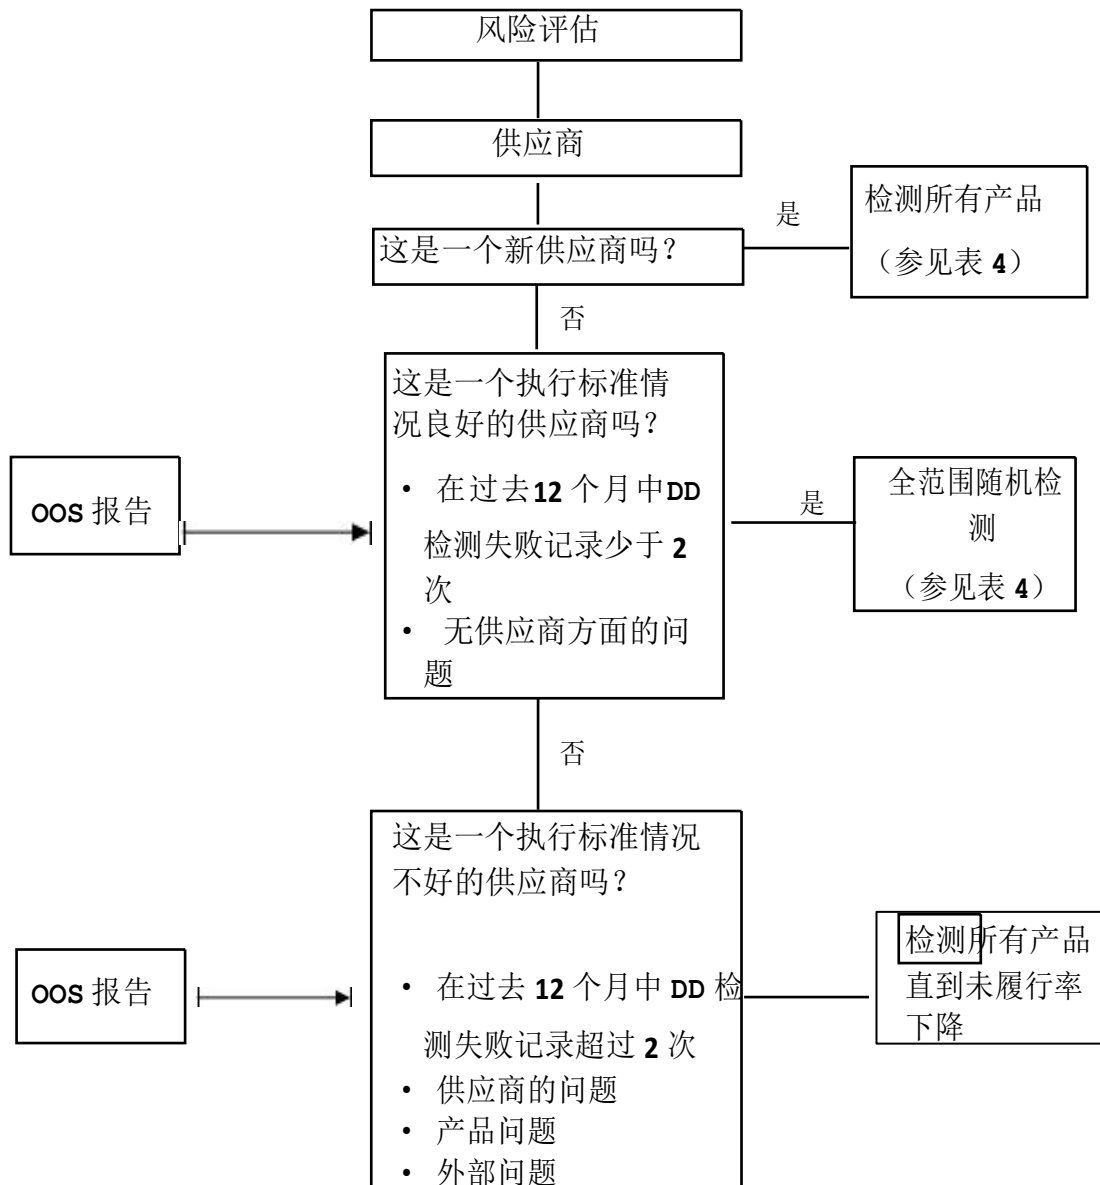 风险评估
供应商
这是一个新供应商吗？
是
检测所有产品
（参见表 4）
否
这是一个执行标准情
况良好的供应商吗？
• 在过去12 个月中DD
检测失败记录少于 2
次
• 无供应商方面的问
题
OOS 报告
是
全范围随机检
测
（参见表 4）
否
这是一个执行标准情况
不好的供应商吗？
• 在过去 12 个月中 DD 检
测失败记录超过 2 次
• 供应商的问题
• 产品问题
• 外部问题
OOS 报告
检测所有产品
直到未履行率
下降